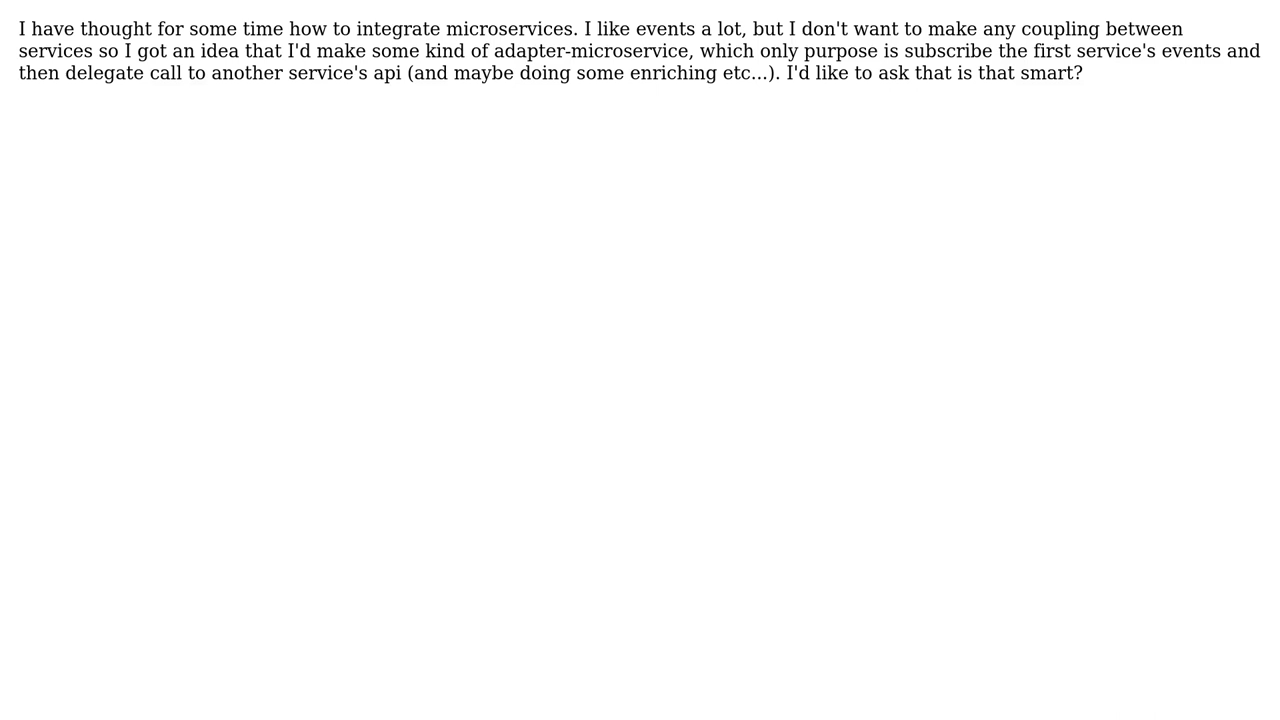 I have thought for some time how to integrate microservices. I like events a lot, but I don't want to make any coupling between
services so I got an idea that I'd make some kind of adapter-microservice, which only purpose is subscribe the first service's events and
then delegate call to another service's api (and maybe doing some enriching etc...). I'd like to ask that is that smart?